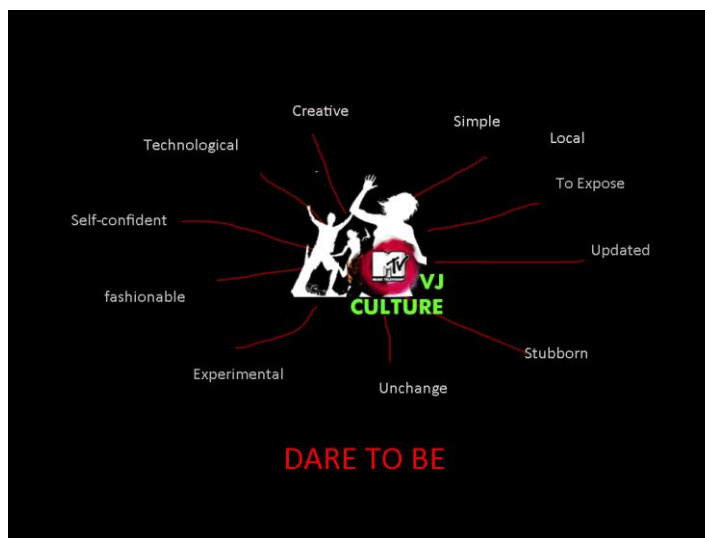 Creative
Simple
Technological
Local
To Expose
Self-confident
Updated
MTV
VJ
CULTURE
fashionable
Stubborn
Experimental
Unchange
DARE TO BE